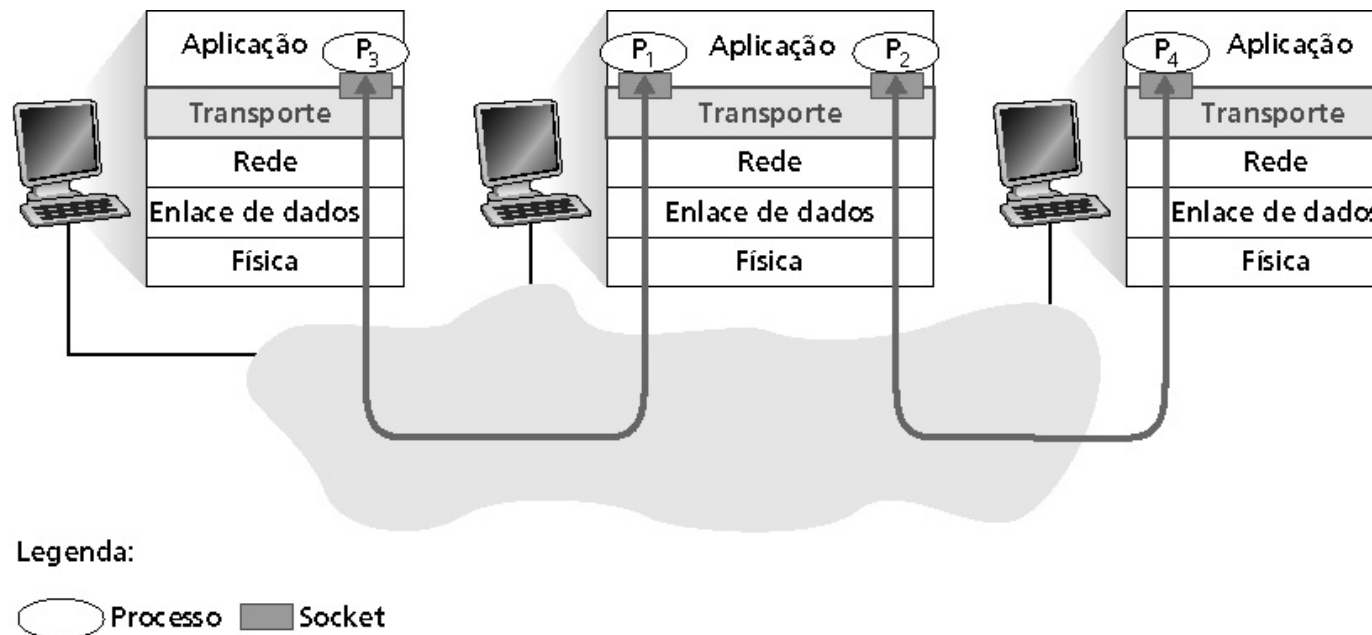 Aplicação P3
Transporte
Rede
Enlace de dados
Física
P1 Aplicação P2
Transporte
Rede
Enlace de dados
Física
P4 Aplicação
Transporte
Rede
Enlace de dados
Física
Legenda:
Processo Socket